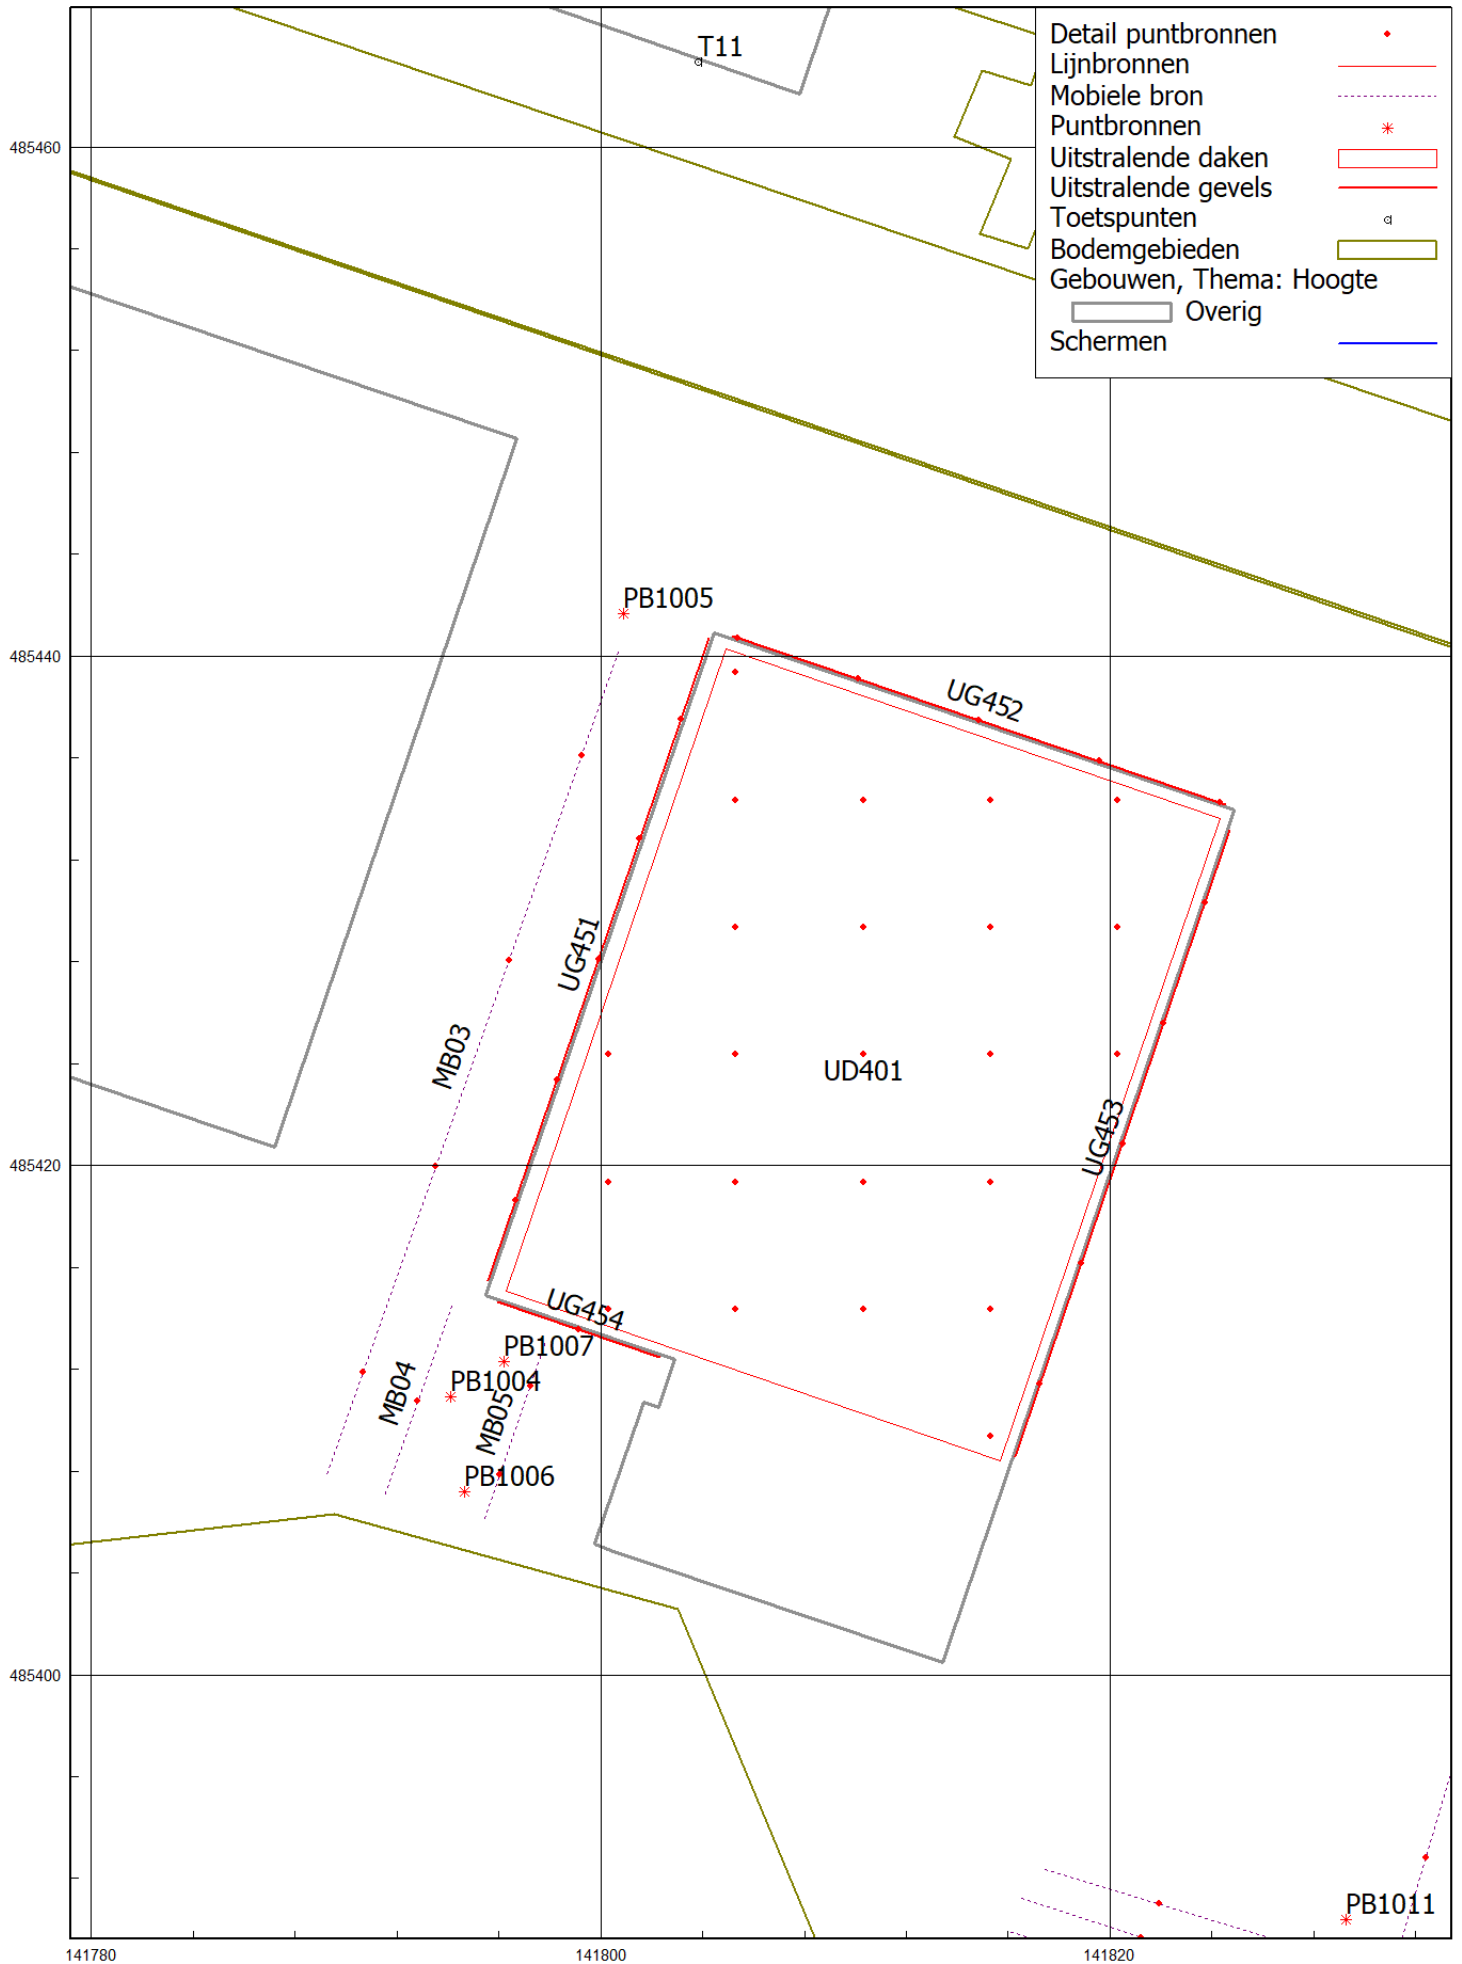 T11
Detail puntbronnen
Lijnbronnen
Mobiele bron
Puntbronnen
Uitstralende daken
Uitstralende gevels
Toetspunten
Bodemgebieden
Gebouwen, Thema: Hoogte
Overig
Schermen
485460
PB1005
485440
UG452
UG451
MB03
UD401
UG453
485420
UG454
PB1007
PB1004
MB04
MB05
PB1006
485400
PB1011
141780
141800
141820